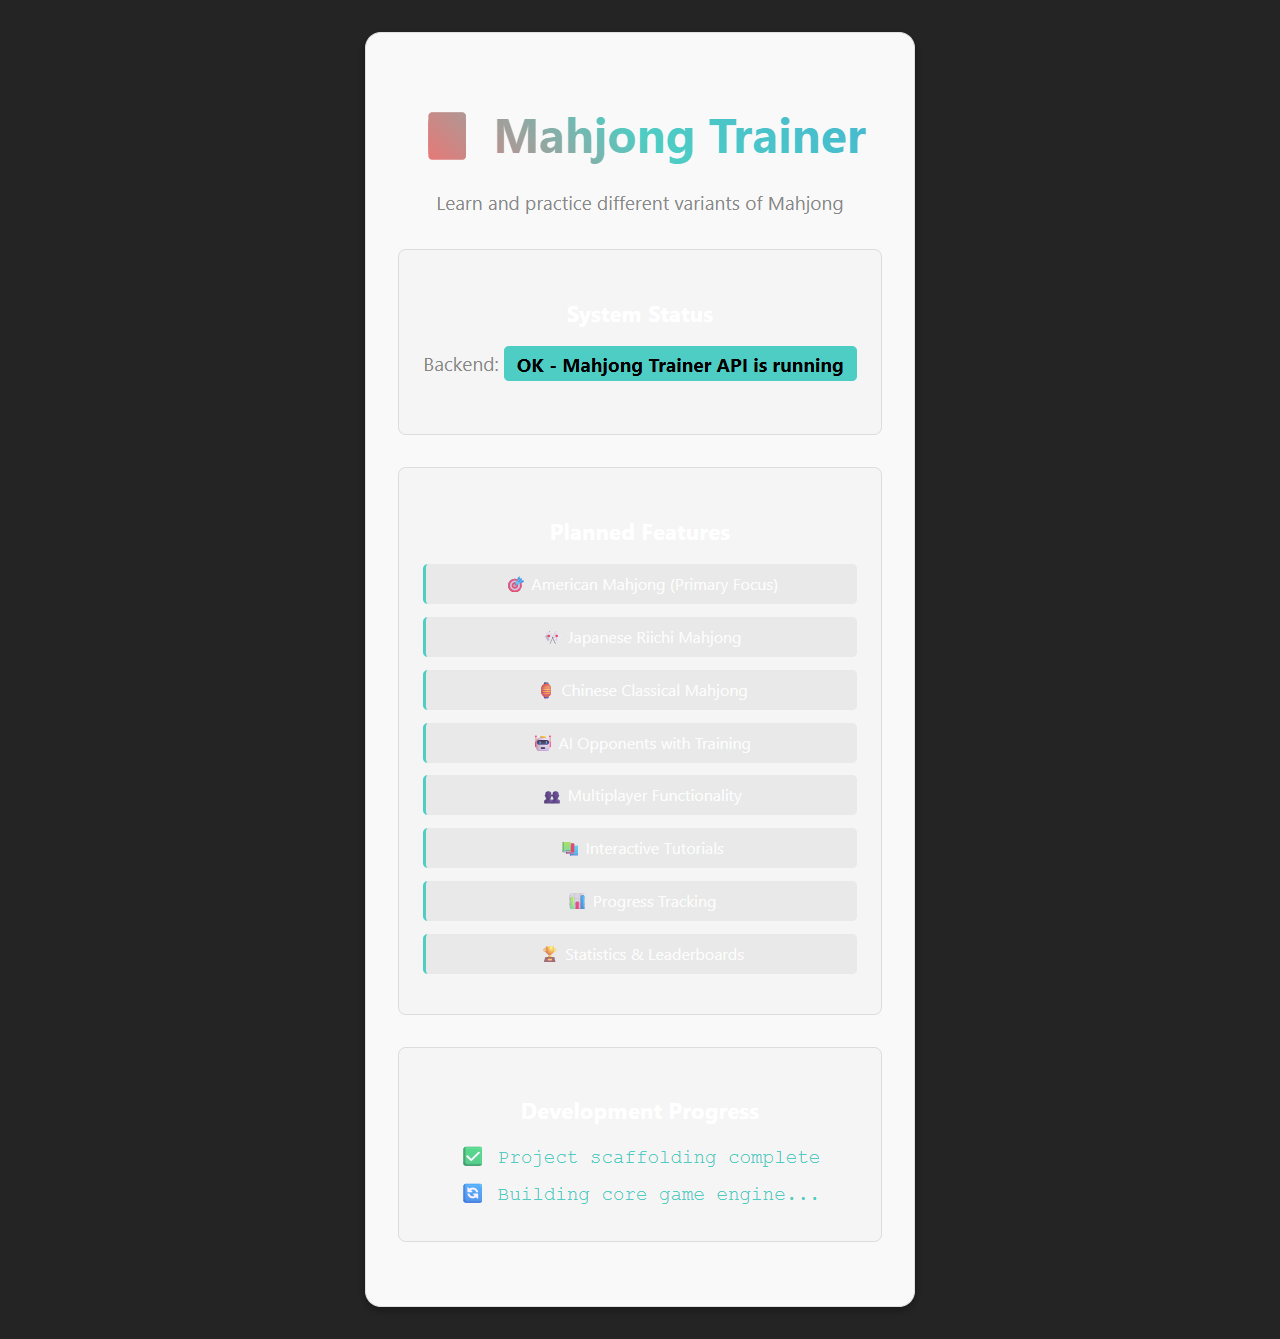 Mahjong Trainer
Learn and practice different variants of Mahjong
System Status
Backend: OK - Mahjong Trainer API is running
Planned Features
🎯 American Mahjong (Primary Focus)
🎌 Japanese Riichi Mahjong
🏮 Chinese Classical Mahjong
🤖 AI Opponents with Training
👥 Multiplayer Functionality
📚 Interactive Tutorials
📊 Progress Tracking
🏆 Statistics & Leaderboards
Development Progress
✅ Project scaffolding complete
🔄 Building core game engine...